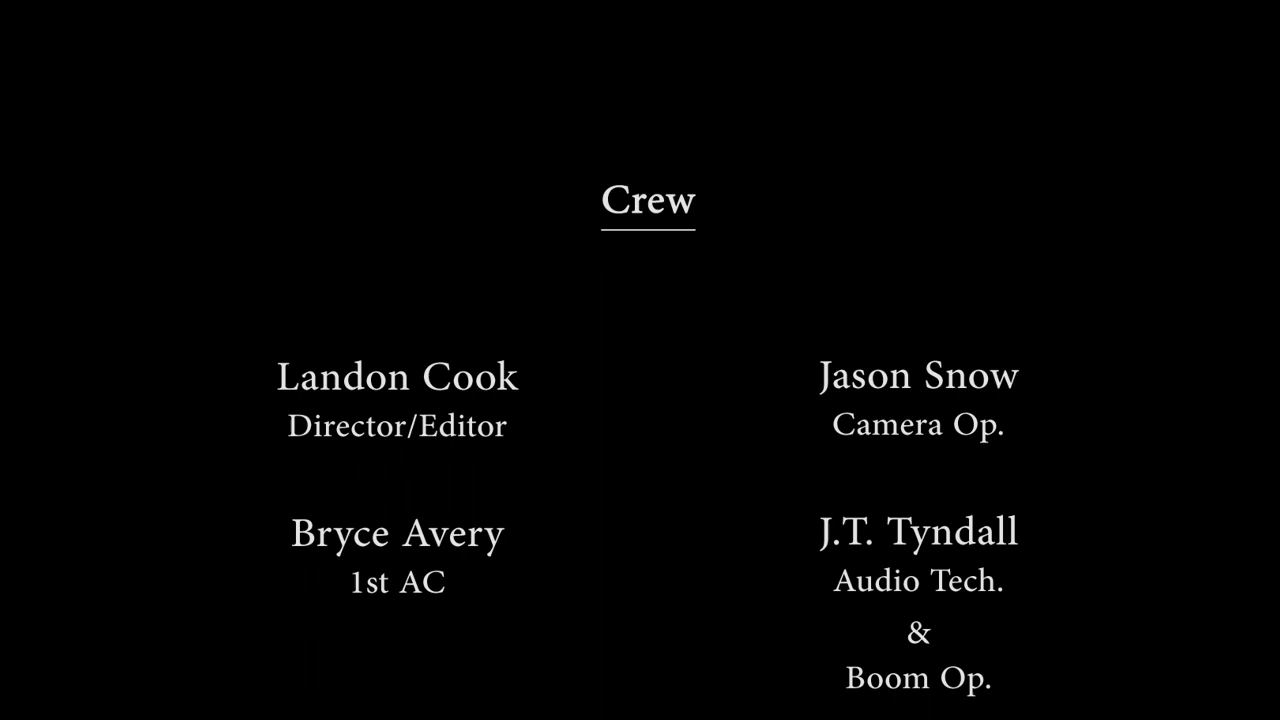 Crew
Landon Cook
Director/Editor
Jason Snow
Camera Op.
Bryce Avery
1st AC
J.T. Tyndall
Audio Tech.
&
Boom Op.